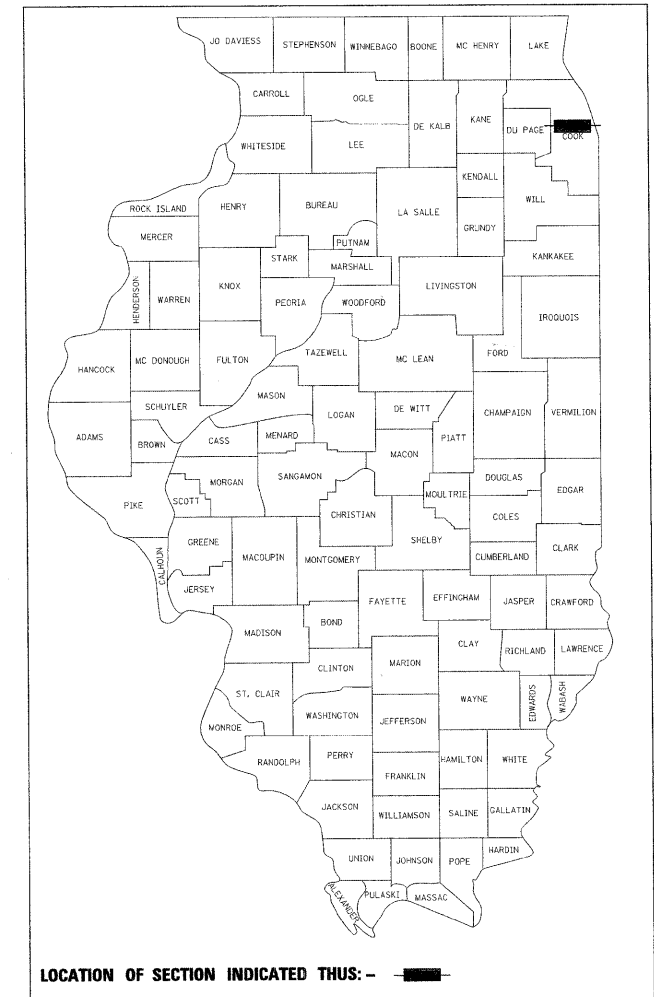 JO DAVIESS STEPHENSON WINNEBAGO BOONE MC HENRY LAKE
CARROLL OGLE
DE KALB KANE DU PAGE COOK
WHITESIDE LEE
KENDALL
ROCK ISLAND HENRY BUREAU LA SALLE WILL
MERCER PUTNAM GRUNDY
STARK MARSHALL KANKAKEE
HENDERSON WARREN KNOX PEORIA WOODFORD LIVINGSTON IROQUOIS
HANCOCK MC DONOUGH FULTON TAZEWELL MC LEAN FORD
SCHUYLER MASON LOGAN DE WITT CHAMPAIGN VERMILION
ADAMS BROWN CASS MENARD MACON PIATT
PIKE SCOTT MORGAN SANGAMON MOULTRIE DOUGLAS EDGAR
CHRISTIAN COLES
CALHOUN GREENE MACOUPIN MONTGOMERY SHELBY CUMBERLAND CLARK
JERSEY FAYETTE EFFINGHAM JASPER CRAWFORD
MADISON BOND
CLINTON MARION CLAY RICHLAND LAWRENCE
ST. CLAIR WAYNE EDWARDS WABASH
MONROE WASHINGTON JEFFERSON
RANDOLPH PERRY HAMILTON WHITE
FRANKLIN
JACKSON WILLIAMSON SALINE GALLATIN
UNION JOHNSON POPE HARDIN
ALEXANDER PULASKI MASSAC
LOCATION OF SECTION INDICATED THUS: –